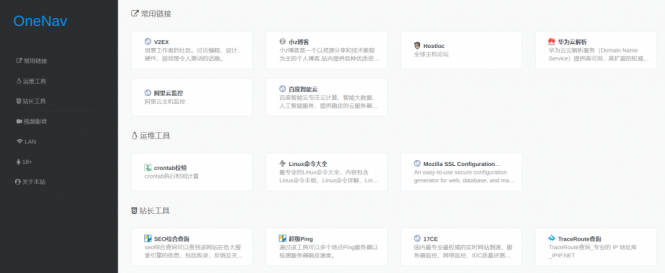 OneNav
常用链接
运维工具
站长工具
视频影音
LAN
18+
关于本站
常用链接
V2EX
创意工作者的社区。讨论编程、设计、
硬件、游戏等令人激动的话题。
小z博客
小z博客是一个以资源分享和技术教程
为主的个人博客,站内提供各种优质资...
Hostloc
全球主机论坛
华为云解析
华为云云解析服务（Domain Name
Service）提供高可用、高扩展的权威...
阿里云监控
阿里云主机监控
百度智能云
百度智能云专注云计算、智能大数据、
人工智能服务，提供稳定的云服务器...
运维工具
crontab校验
crontab执行时间计算
Linux命令大全
最专业的Linux命令大全，内容包含
Linux命令手册、Linux命令详解、Lin...
Mozilla SSL Configuration...
An easy-to-use secure configuration
generator for web, database, and ma...
站长工具
SEO综合查询
seo综合查询可以查到该网站在各大搜
索引擎的信息，包括收录，反链及关...
超级Ping
通过该工具可以多个地点Ping服务器以
检测服务器响应速度。
17CE
国内最专业最权威的实时网站测速、服
务器监控，网络监控，IDC质量评测...
TraceRoute查询
TraceRoute查询_专业的 IP 地址库
_IPIP.NET